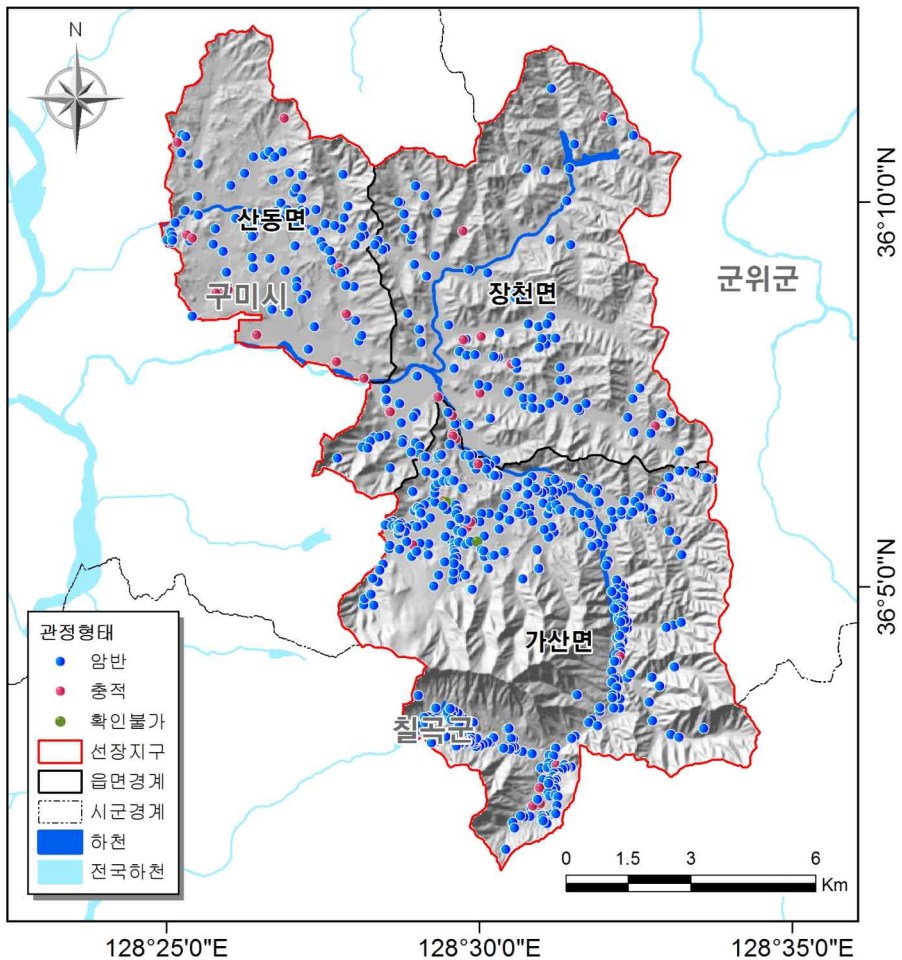 N
산동면
구미시
장천면
군위군
가산면
칠곡군
36°10'0"N
36°5'0"N
관정형태
암반
충적
확인불가
선장지구
읍면경계
시군경계
하천
전국하천
0 1.5 3 6
Km
128°25'0"E 128°30'0"E 128°35'0"E